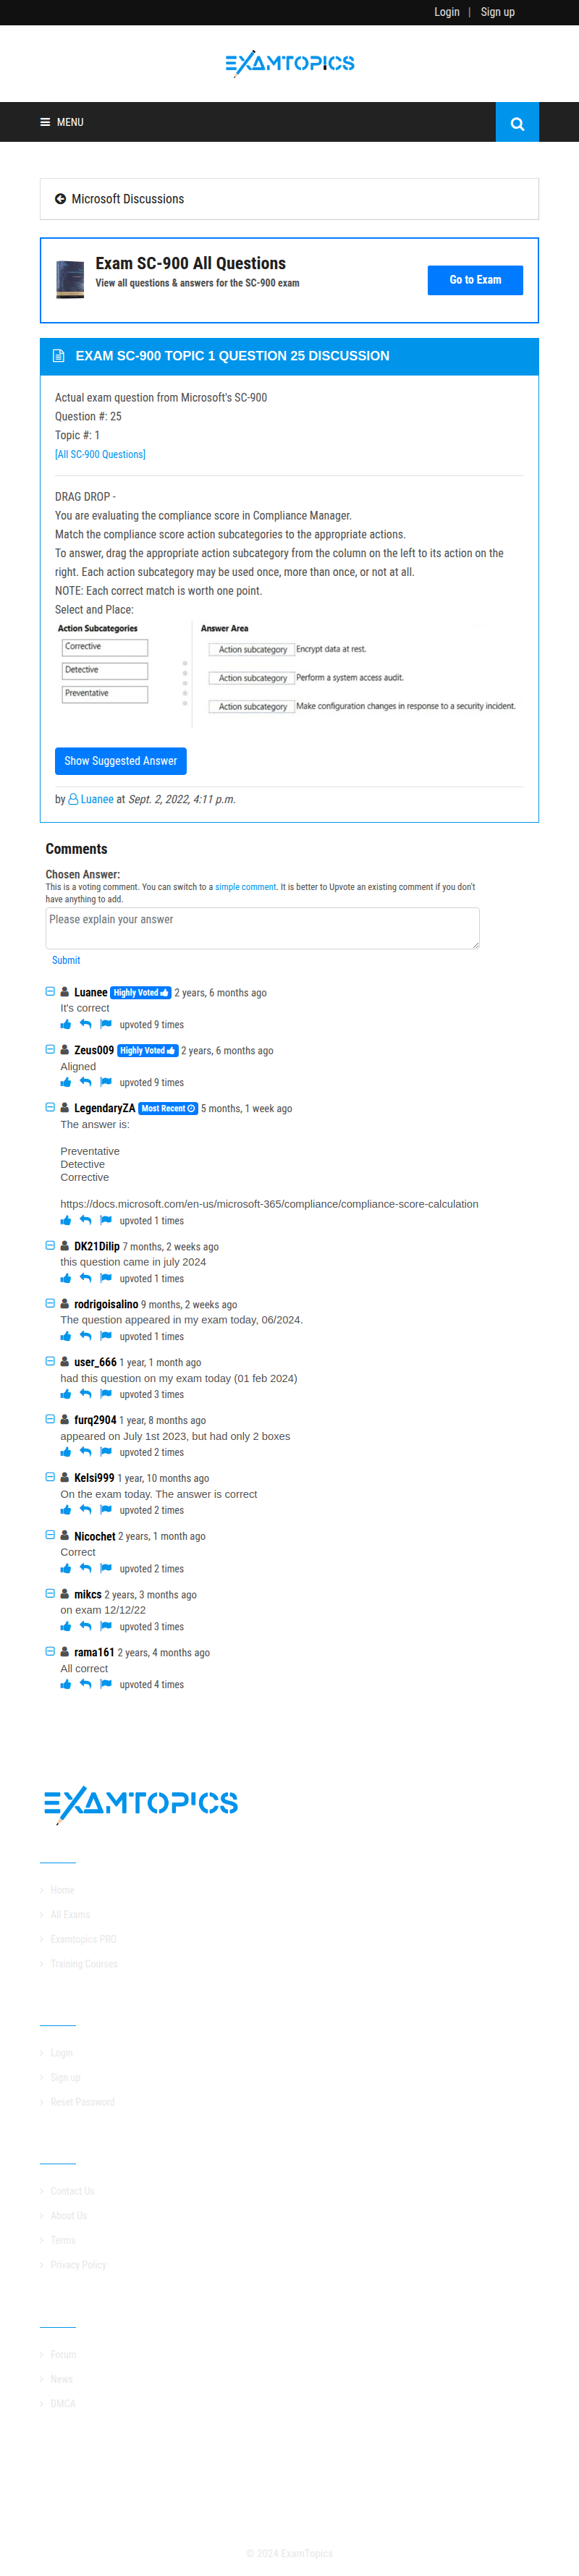 Login | Sign up
EXAMTOPICS
MENU
Microsoft Discussions
Exam SC-900 All Questions
View all questions & answers for the SC-900 exam
Go to Exam
EXAM SC-900 TOPIC 1 QUESTION 25 DISCUSSION
Actual exam question from Microsoft's SC-900
Question #: 25
Topic #: 1
[All SC-900 Questions]
DRAG DROP -
You are evaluating the compliance score in Compliance Manager.
Match the compliance score action subcategories to the appropriate actions.
To answer, drag the appropriate action subcategory from the column on the left to its action on the
right. Each action subcategory may be used once, more than once, or not at all.
NOTE: Each correct match is worth one point.
Select and Place:
Action Subcategories
Corrective
Detective
Preventative
Answer Area
Action subcategory Encrypt data at rest.
Action subcategory Perform a system access audit.
Action subcategory Make configuration changes in response to a security incident.
Show Suggested Answer
by Luanee at Sept. 2, 2022, 4:11 p.m.
Comments
Chosen Answer:
This is a voting comment. You can switch to a simple comment. It is better to Upvote an existing comment if you don't
have anything to add.
Please explain your answer
Submit
Luanee Highly Voted 2 years, 6 months ago
It's correct
upvoted 9 times
Zeus009 Highly Voted 2 years, 6 months ago
Aligned
upvoted 9 times
LegendaryZA Most Recent 5 months, 1 week ago
The answer is:
Preventative
Detective
Corrective
https://docs.microsoft.com/en-us/microsoft-365/compliance/compliance-score-calculation
upvoted 1 times
DK21Dilip 7 months, 2 weeks ago
this question came in july 2024
upvoted 1 times
rodrigoisalino 9 months, 2 weeks ago
The question appeared in my exam today, 06/2024.
upvoted 1 times
user_666 1 year, 1 month ago
had this question on my exam today (01 feb 2024)
upvoted 3 times
furq2904 1 year, 8 months ago
appeared on July 1st 2023, but had only 2 boxes
upvoted 2 times
Kelsi999 1 year, 10 months ago
On the exam today. The answer is correct
upvoted 2 times
Nicochet 2 years, 1 month ago
Correct
upvoted 2 times
mikcs 2 years, 3 months ago
on exam 12/12/22
upvoted 3 times
rama161 2 years, 4 months ago
All correct
upvoted 4 times
EXAMTOPICS
Home
All Exams
Examtopics PRO
Training Courses
Login
Sign up
Reset Password
Contact Us
About Us
Terms
Privacy Policy
Forum
News
DMCA
© 2024 ExamTopics